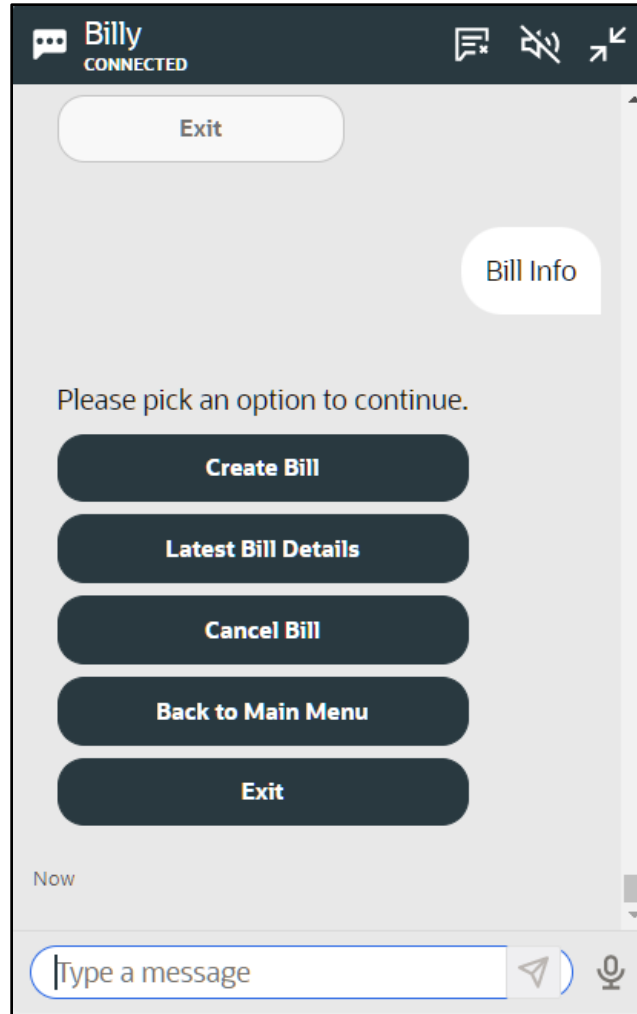 Billy
CONNECTED
Exit
Bill Info
Please pick an option to continue.
Create Bill
Latest Bill Details
Cancel Bill
Back to Main Menu
Exit
Now
Type a message